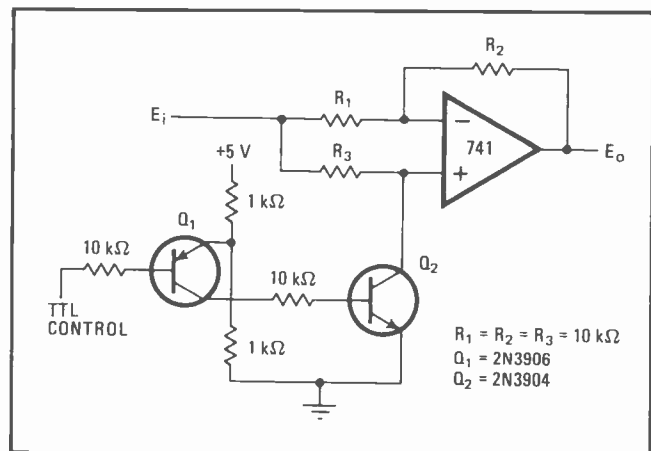 R₂
Eᵢ
R₁
−
741
+
Eₒ
R₃
+5 V
1 kΩ
Q₁
10 kΩ
10 kΩ
Q₂
TTL
CONTROL
1 kΩ
R₁ = R₂ = R₃ = 10 kΩ
Q₁ = 2N3906
Q₂ = 2N3904